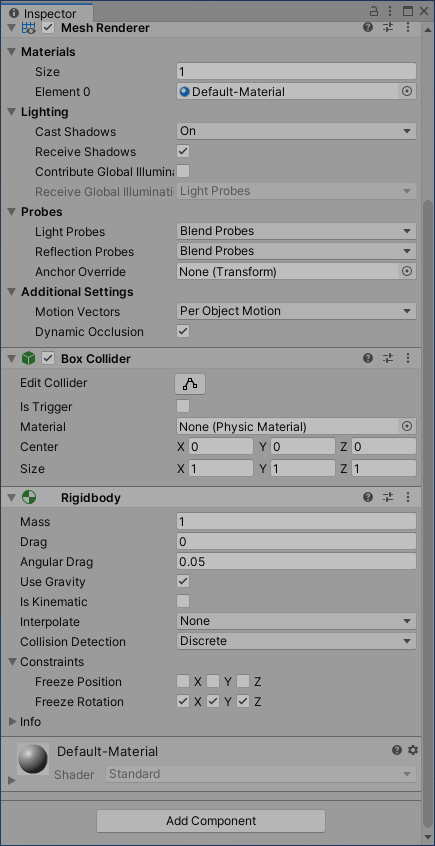 Inspector
Mesh Renderer
Materials
Size 1
Element 0 Default-Material
Lighting
Cast Shadows On
Receive Shadows
Contribute Global Illumin
Receive Global Illuminati Light Probes
Probes
Light Probes Blend Probes
Reflection Probes Blend Probes
Anchor Override None (Transform)
Additional Settings
Motion Vectors Per Object Motion
Dynamic Occlusion
Box Collider
Edit Collider
Is Trigger
Material None (Physic Material)
Center X 0 Y 0 Z 0
Size X 1 Y 1 Z 1
Rigidbody
Mass 1
Drag 0
Angular Drag 0.05
Use Gravity
Is Kinematic
Interpolate None
Collision Detection Discrete
Constraints
Freeze Position X Y Z
Freeze Rotation X Y Z
Info
Default-Material
Shader Standard
Add Component